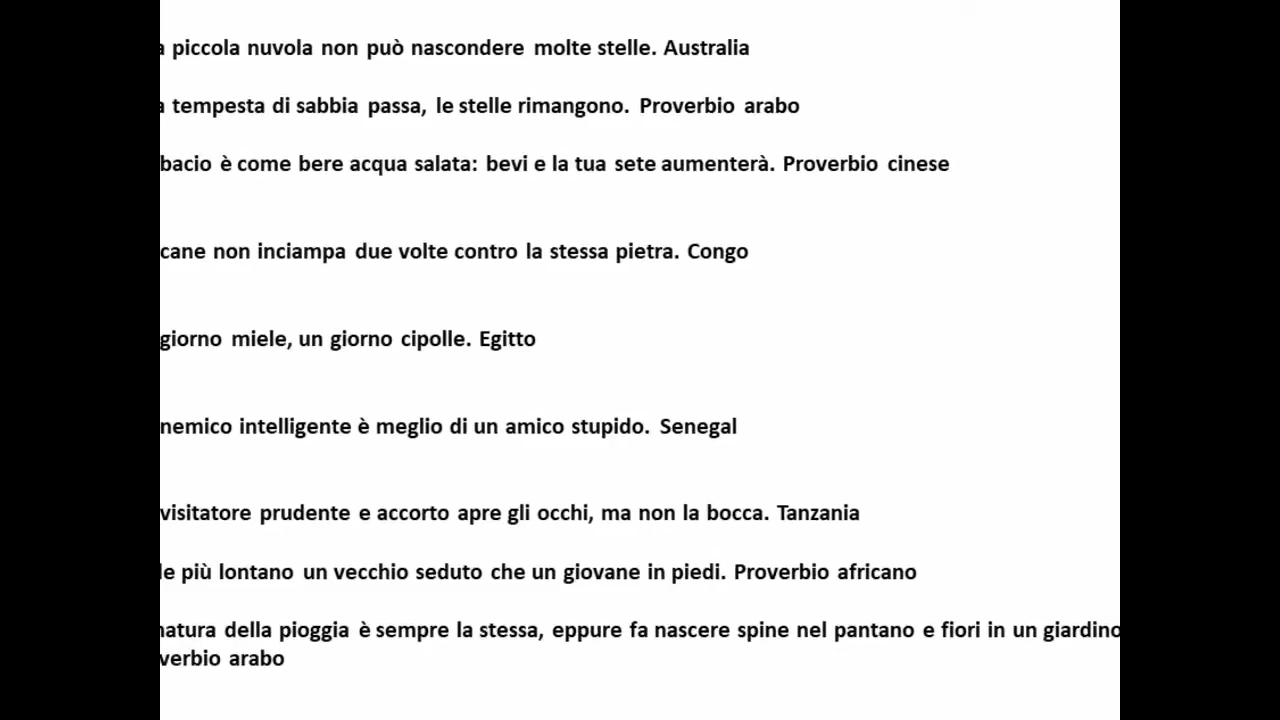 a piccola nuvola non può nascondere molte stelle. Australia
a tempesta di sabbia passa, le stelle rimangono. Proverbio arabo
bacio è come bere acqua salata: bevi e la tua sete aumenterà. Proverbio cinese
cane non inciampa due volte contro la stessa pietra. Congo
giorno miele, un giorno cipolle. Egitto
nemico intelligente è meglio di un amico stupido. Senegal
visitatore prudente e accorto apre gli occhi, ma non la bocca. Tanzania
de più lontano un vecchio seduto che un giovane in piedi. Proverbio africano
natura della pioggia è sempre la stessa, eppure fa nascere spine nel pantano e fiori in un giardino
verbio arabo